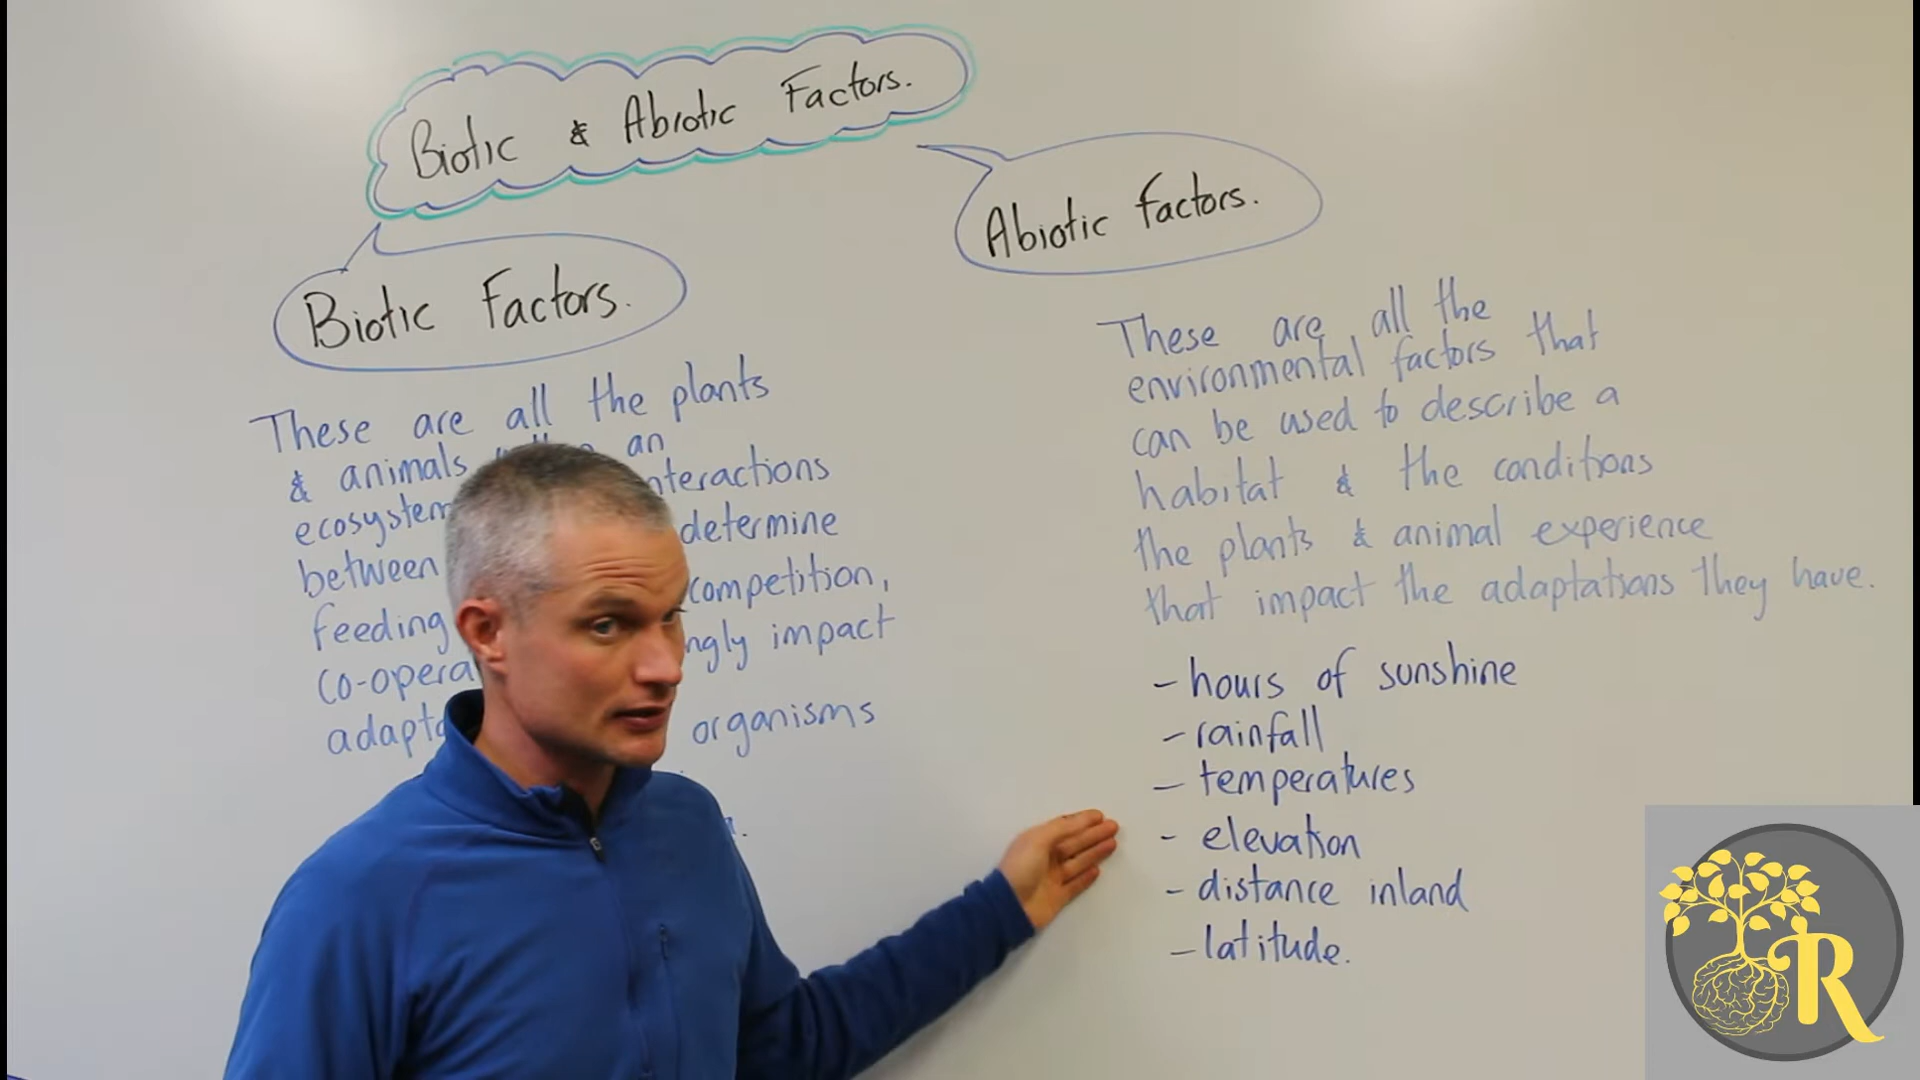 Biotic & Abiotic Factors.
Abiotic factors.
Biotic Factors.
These are all the plants
& animals an
ecosystem interactions
between determine
feeding competition,
co-opera ngly impact
adapta organisms
These are all the
environmental factors that
can be used to describe a
habitat & the conditions
the plants & animal experience
that impact the adaptations they have.
- hours of sunshine
- rainfall
- temperatures
- elevation
- distance inland
- latitude.
R